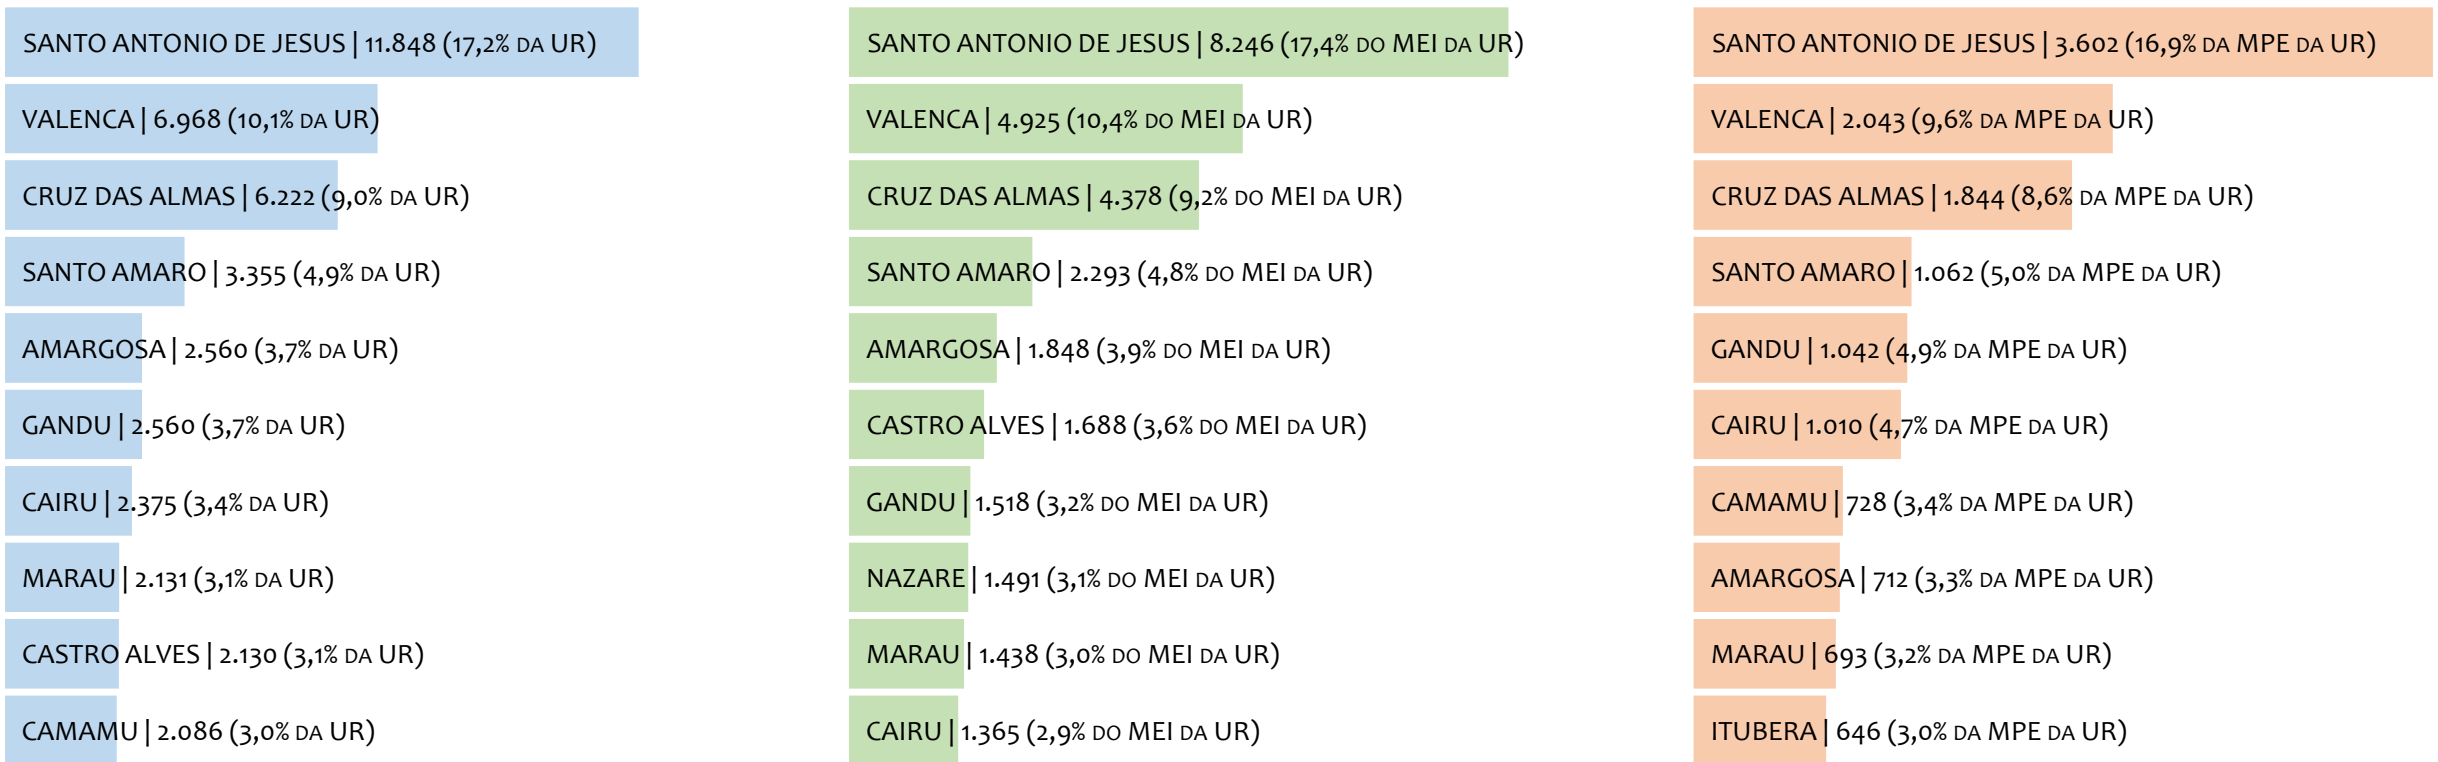 SANTO ANTONIO DE JESUS | 11.848 (17,2% DA UR)
VALENCA | 6.968 (10,1% DA UR)
CRUZ DAS ALMAS | 6.222 (9,0% DA UR)
SANTO AMARO | 3.355 (4,9% DA UR)
AMARGOSA | 2.560 (3,7% DA UR)
GANDU | 2.560 (3,7% DA UR)
CAIRU | 2.375 (3,4% DA UR)
MARAU | 2.131 (3,1% DA UR)
CASTRO ALVES | 2.130 (3,1% DA UR)
CAMAMU | 2.086 (3,0% DA UR)
SANTO ANTONIO DE JESUS | 8.246 (17,4% DO MEI DA UR)
VALENCA | 4.925 (10,4% DO MEI DA UR)
CRUZ DAS ALMAS | 4.378 (9,2% DO MEI DA UR)
SANTO AMARO | 2.293 (4,8% DO MEI DA UR)
AMARGOSA | 1.848 (3,9% DO MEI DA UR)
CASTRO ALVES | 1.688 (3,6% DO MEI DA UR)
GANDU | 1.518 (3,2% DO MEI DA UR)
NAZARE | 1.491 (3,1% DO MEI DA UR)
MARAU | 1.438 (3,0% DO MEI DA UR)
CAIRU | 1.365 (2,9% DO MEI DA UR)
SANTO ANTONIO DE JESUS | 3.602 (16,9% DA MPE DA UR)
VALENCA | 2.043 (9,6% DA MPE DA UR)
CRUZ DAS ALMAS | 1.844 (8,6% DA MPE DA UR)
SANTO AMARO | 1.062 (5,0% DA MPE DA UR)
GANDU | 1.042 (4,9% DA MPE DA UR)
CAIRU | 1.010 (4,7% DA MPE DA UR)
CAMAMU | 728 (3,4% DA MPE DA UR)
AMARGOSA | 712 (3,3% DA MPE DA UR)
MARAU | 693 (3,2% DA MPE DA UR)
ITUBERA | 646 (3,0% DA MPE DA UR)